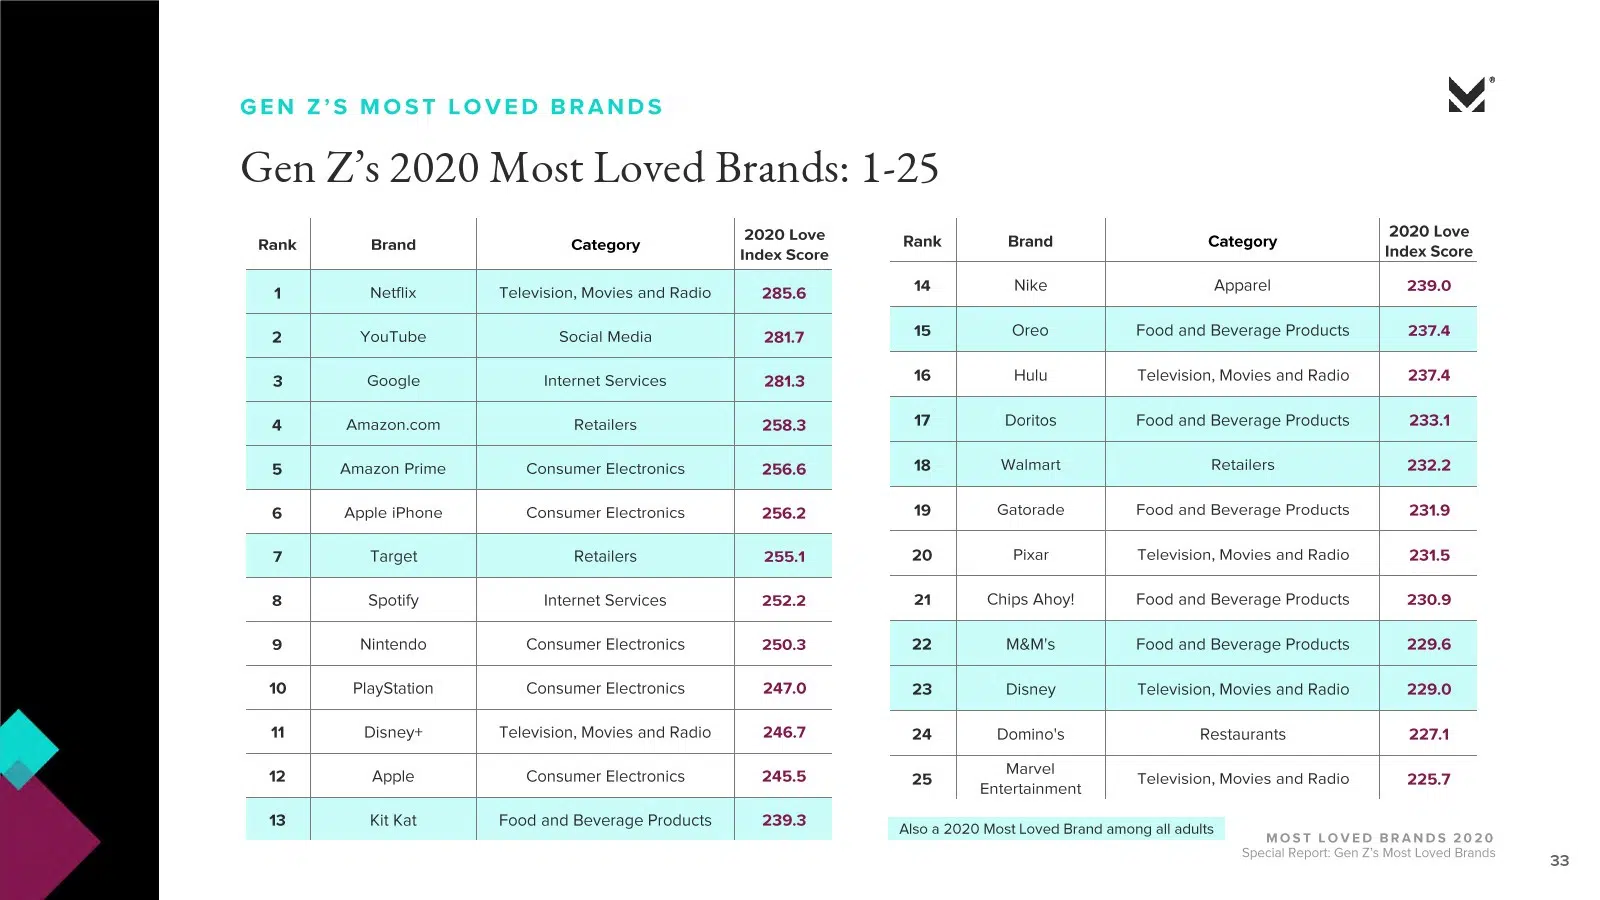 GEN Z’S MOST LOVED BRANDS
Gen Z’s 2020 Most Loved Brands: 1-25
Rank Brand Category 2020 Love Index Score
1 Netflix Television, Movies and Radio 285.6
2 YouTube Social Media 281.7
3 Google Internet Services 281.3
4 Amazon.com Retailers 258.3
5 Amazon Prime Consumer Electronics 256.6
6 Apple iPhone Consumer Electronics 256.2
7 Target Retailers 255.1
8 Spotify Internet Services 252.2
9 Nintendo Consumer Electronics 250.3
10 PlayStation Consumer Electronics 247.0
11 Disney+ Television, Movies and Radio 246.7
12 Apple Consumer Electronics 245.5
13 Kit Kat Food and Beverage Products 239.3
Rank Brand Category 2020 Love Index Score
14 Nike Apparel 239.0
15 Oreo Food and Beverage Products 237.4
16 Hulu Television, Movies and Radio 237.4
17 Doritos Food and Beverage Products 233.1
18 Walmart Retailers 232.2
19 Gatorade Food and Beverage Products 231.9
20 Pixar Television, Movies and Radio 231.5
21 Chips Ahoy! Food and Beverage Products 230.9
22 M&M's Food and Beverage Products 229.6
23 Disney Television, Movies and Radio 229.0
24 Domino's Restaurants 227.1
25 Marvel Entertainment Television, Movies and Radio 225.7
Also a 2020 Most Loved Brand among all adults
MOST LOVED BRANDS 2020
Special Report: Gen Z’s Most Loved Brands
33